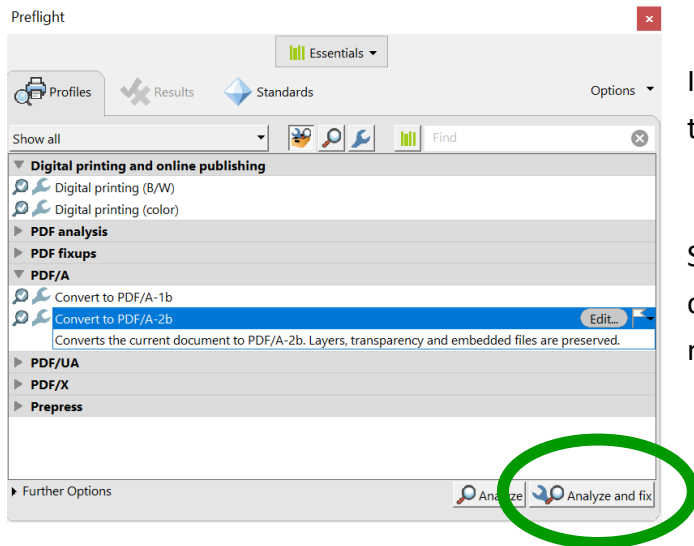 Preflight
Essentials
Profiles
Results
Standards
Options
Show all
Find
Digital printing and online publishing
Digital printing (B/W)
Digital printing (color)
PDF analysis
PDF fixups
PDF/A
Convert to PDF/A-1b
Convert to PDF/A-2b
Edit...
Converts the current document to PDF/A-2b. Layers, transparency and embedded files are preserved.
PDF/UA
PDF/X
Prepress
Further Options
Analyze
Analyze and fix